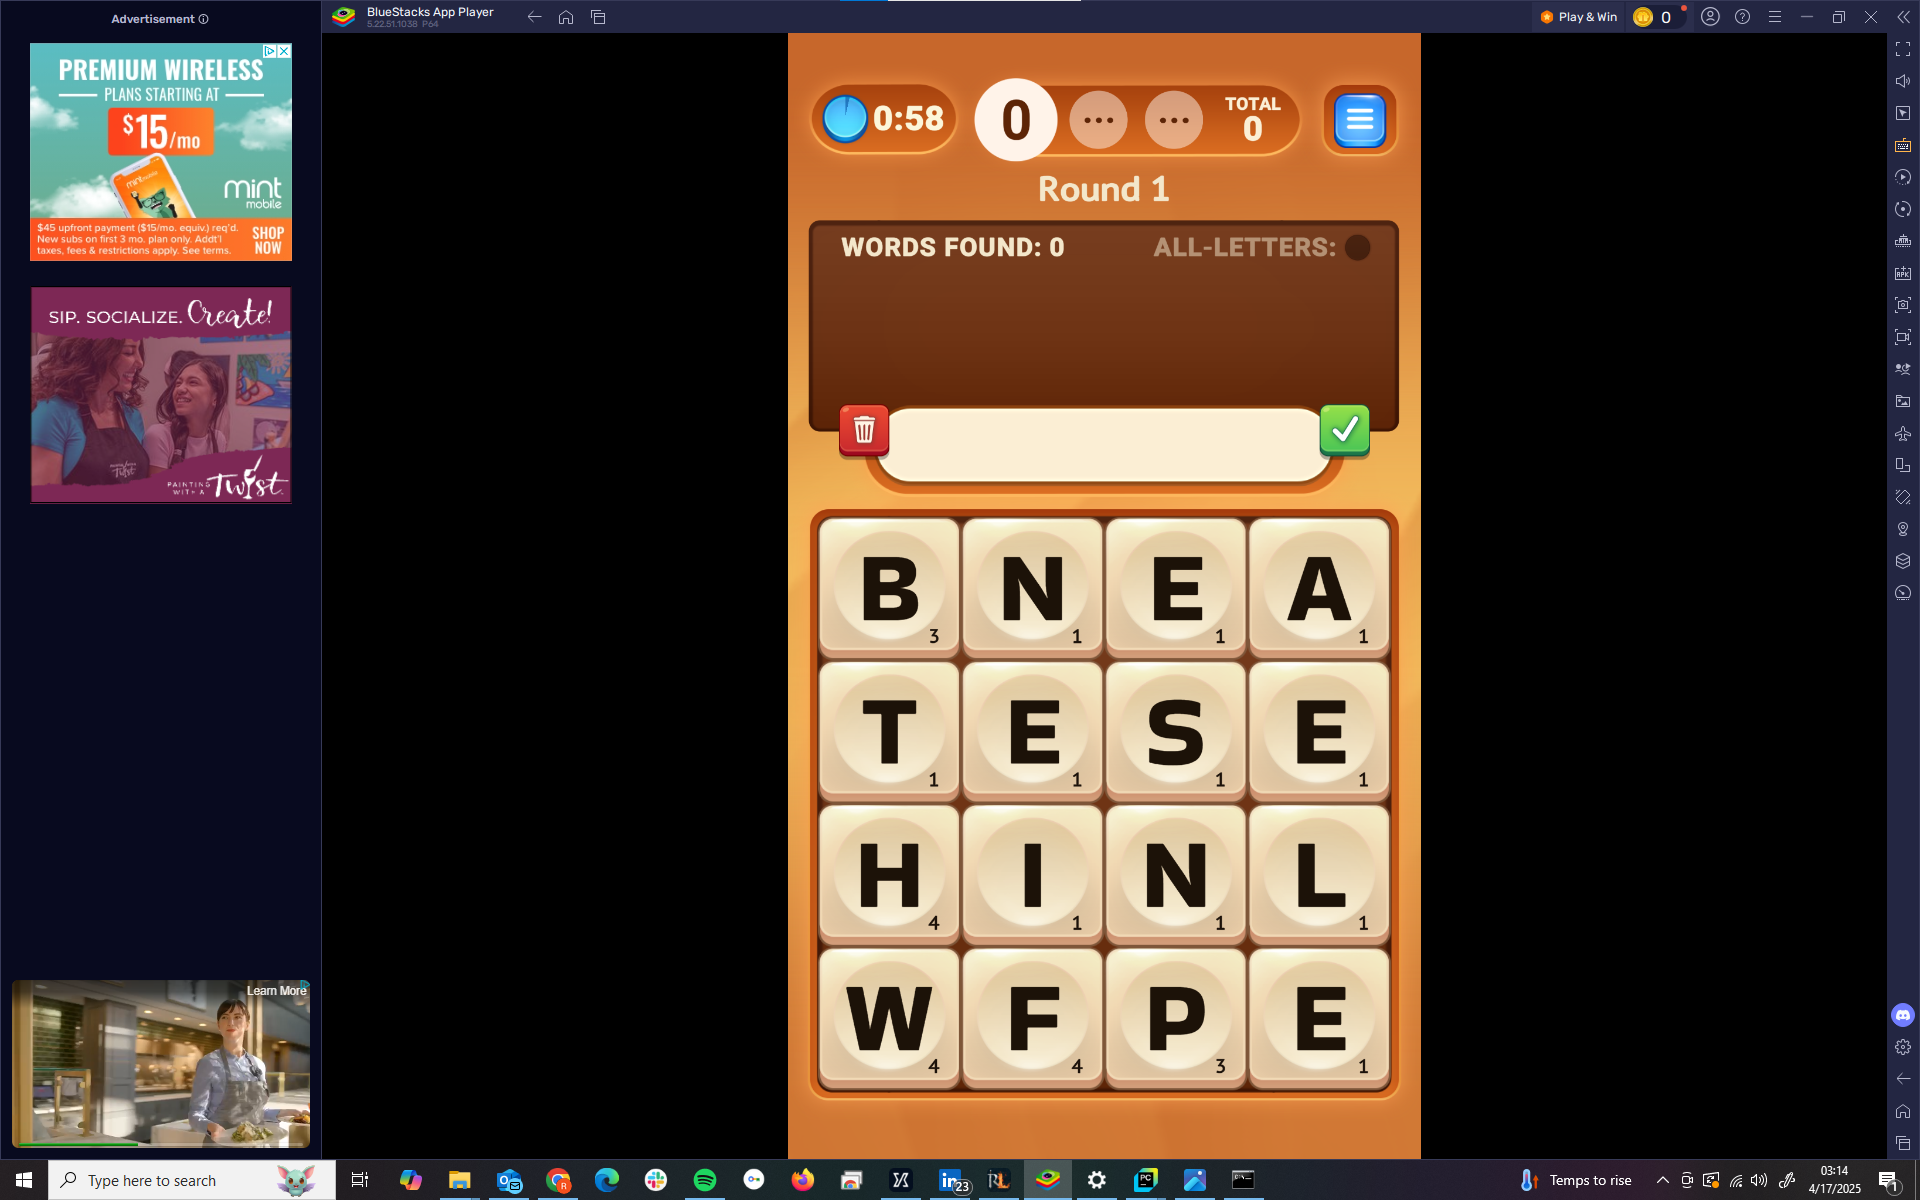 Advertisement
PREMIUM WIRELESS
PLANS STARTING AT
$15/mo
mint
mobile
$45 upfront payment ($15/mo. equiv.) req'd.
New subs on first 3 mo. plan only. Addt'l
taxes, fees & restrictions apply. See terms.
SHOP
NOW
SIP. SOCIALIZE. Create!
PAINTING
WITH A
Twist
Learn More
BlueStacks App Player
5.22.51.1038 P64
Play & Win
0
0:58
0
...
...
TOTAL
0
Round 1
WORDS FOUND: 0
ALL-LETTERS:
B 3
N 1
E 1
A 1
T 1
E 1
S 1
E 1
H 4
I 1
N 1
L 1
W 4
F 4
P 3
E 1
Type here to search
23
Temps to rise
03:14
4/17/2025
1